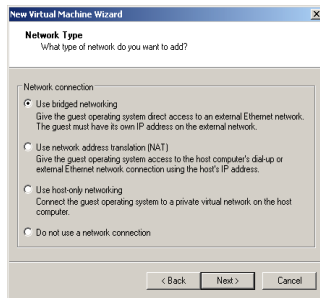 New Virtual Machine Wizard
Network Type
What type of network do you want to add?
Network connection
Use bridged networking
Give the guest operating system direct access to an external Ethernet network.
The guest must have its own IP address on the external network.
Use network address translation (NAT)
Give the guest operating system access to the host computer's dial-up or
external Ethernet network connection using the host's IP address.
Use host-only networking
Connect the guest operating system to a private virtual network on the host
computer.
Do not use a network connection
< Back Next > Cancel